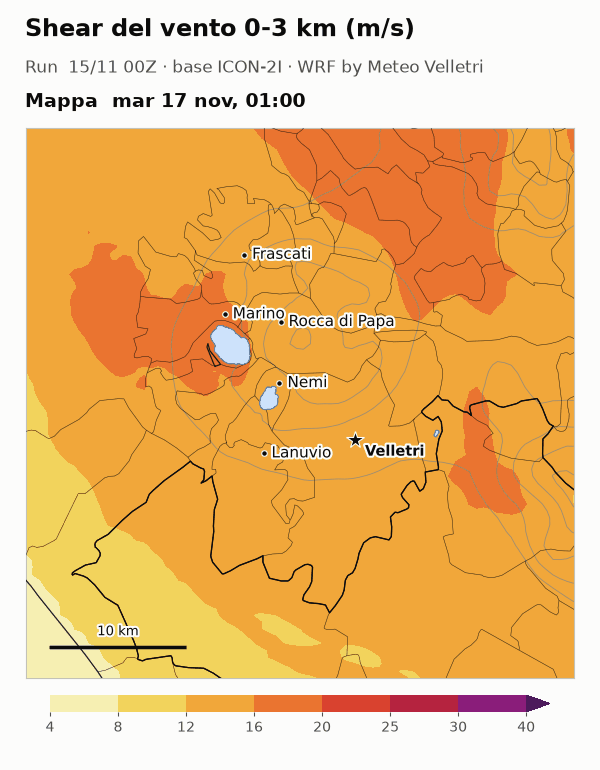 Shear del vento 0-3 km (m/s)
Run  15/11 00Z · base ICON-2I · WRF by Meteo Velletri
Mappa  mar 17 nov, 01:00
Frascati
Marino
Rocca di Papa
Nemi
Velletri
Lanuvio
10 km
4 8 12 16 20 25 30 40